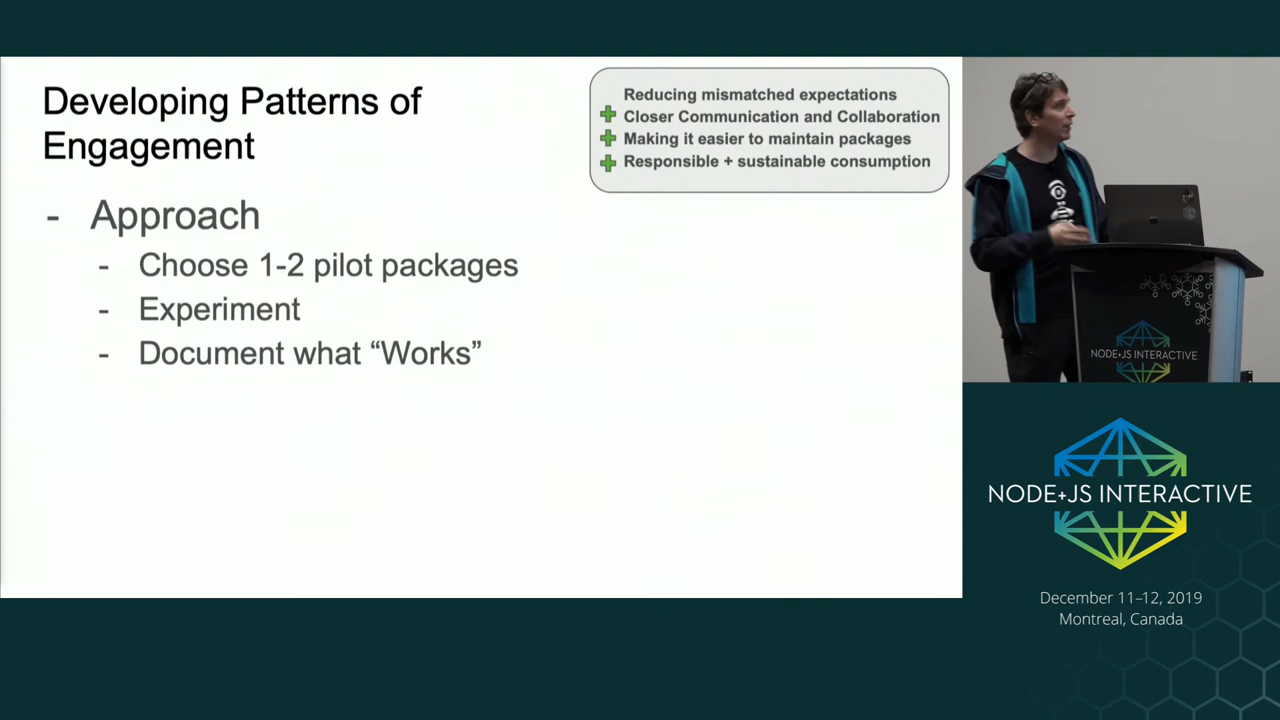 Developing Patterns of
Engagement
Reducing mismatched expectations
Closer Communication and Collaboration
Making it easier to maintain packages
Responsible + sustainable consumption
- Approach
- Choose 1-2 pilot packages
- Experiment
- Document what “Works”
NODE+JS INTERACTIVE
NODE+JS INTERACTIVE
December 11–12, 2019
Montreal, Canada